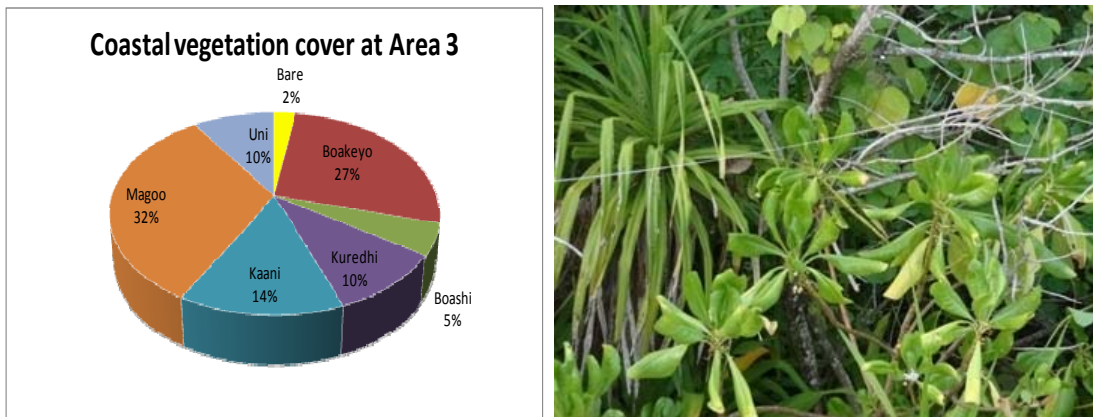 Coastal vegetation cover at Area 3
Bare
2%
Boakeyo
27%
Boashi
5%
Kuredhi
10%
Kaani
14%
Magoo
32%
Uni
10%